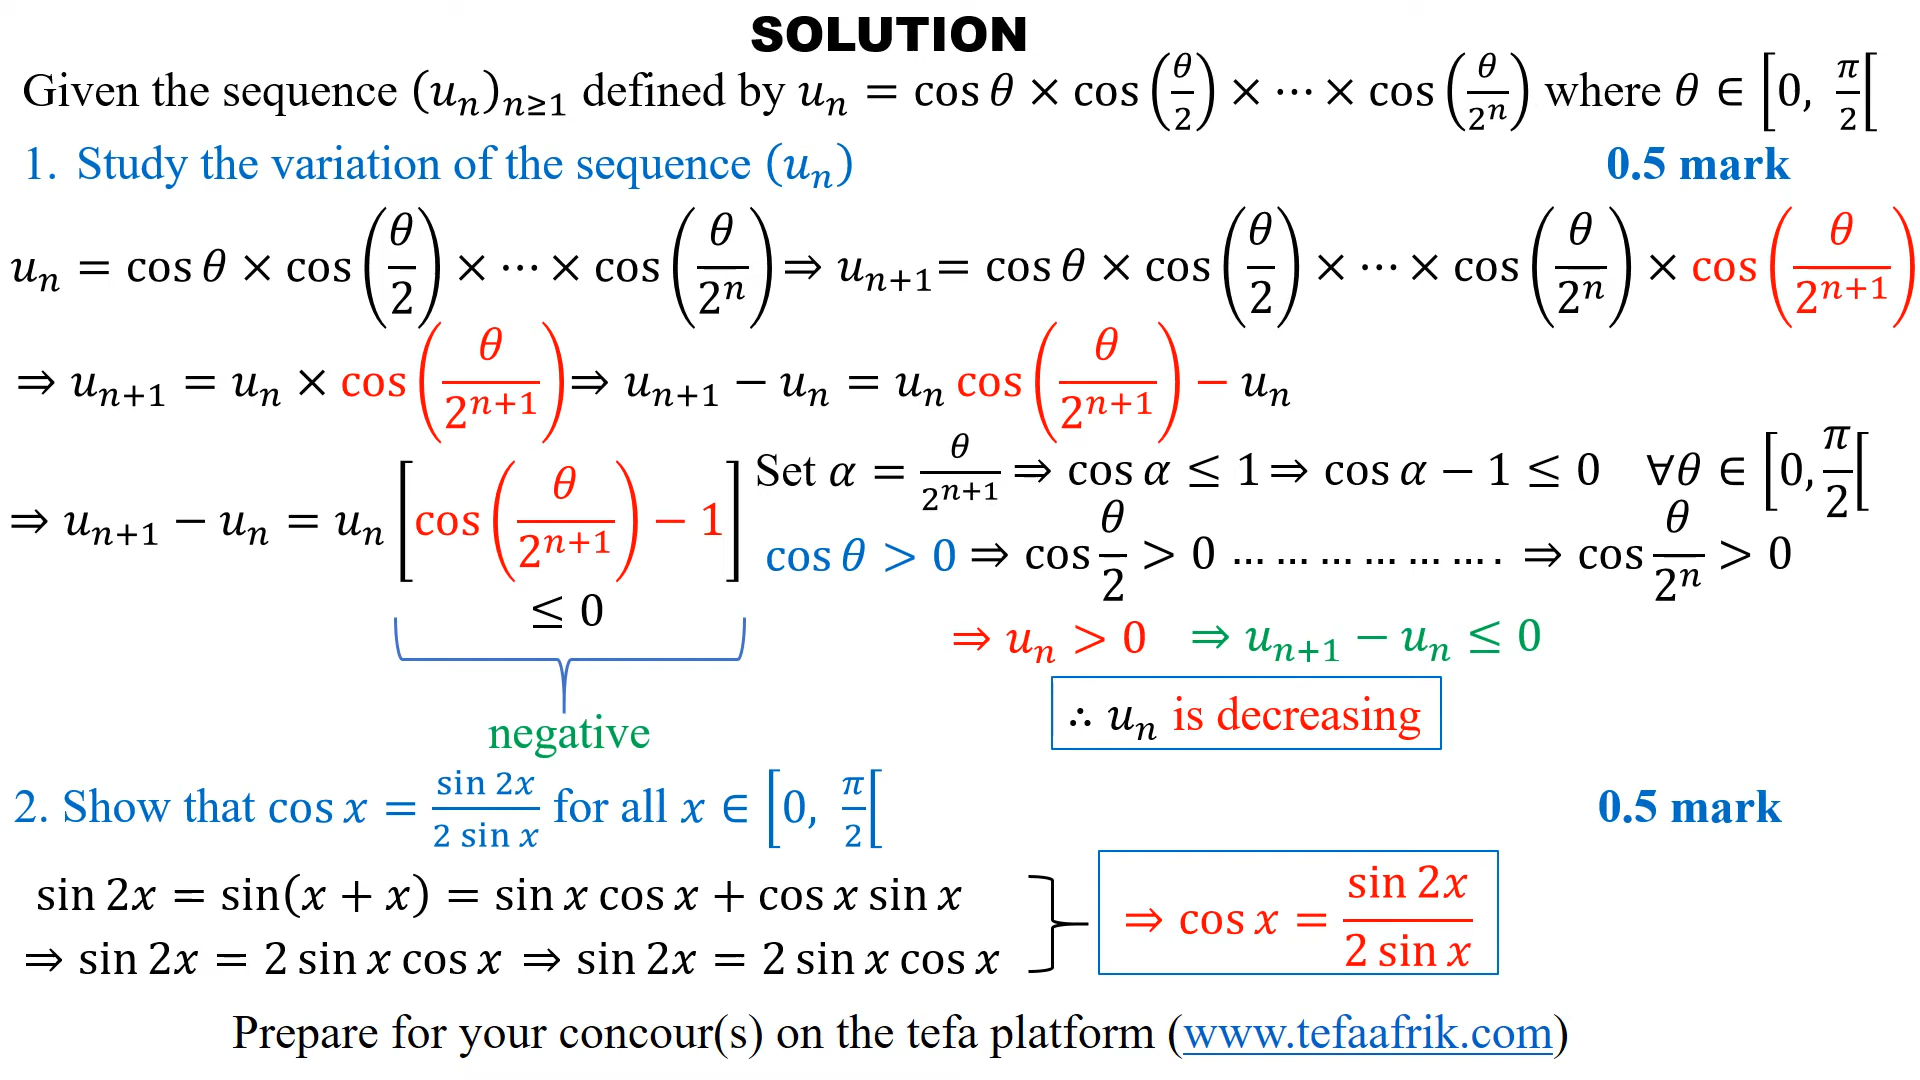 SOLUTION
Given the sequence (uₙ)ₙ≥₁ defined by uₙ = cos θ × cos(θ/2) × ⋯ × cos(θ/2ⁿ) where θ ∈ [0, π/2[
1. Study the variation of the sequence (uₙ) 0.5 mark
uₙ = cos θ × cos(θ/2) × ⋯ × cos(θ/2ⁿ) ⇒ uₙ₊₁= cos θ × cos(θ/2) × ⋯ × cos(θ/2ⁿ) × cos(θ/2ⁿ⁺¹)
⇒ uₙ₊₁ = uₙ × cos(θ/2ⁿ⁺¹) ⇒ uₙ₊₁ − uₙ = uₙ cos(θ/2ⁿ⁺¹) − uₙ
⇒ uₙ₊₁ − uₙ = uₙ [cos(θ/2ⁿ⁺¹) − 1]
≤ 0
negative
Set α = θ/2ⁿ⁺¹ ⇒ cos α ≤ 1 ⇒ cos α − 1 ≤ 0 ∀θ ∈ [0, π/2[
cos θ > 0 ⇒ cos θ/2 > 0 … … … … … …. ⇒ cos θ/2ⁿ > 0
⇒ uₙ > 0 ⇒ uₙ₊₁ − uₙ ≤ 0
∴ uₙ is decreasing
2. Show that cos x = sin 2x / 2 sin x for all x ∈ [0, π/2[ 0.5 mark
sin 2x = sin(x + x) = sin x cos x + cos x sin x
⇒ sin 2x = 2 sin x cos x ⇒ sin 2x = 2 sin x cos x
⇒ cos x = sin 2x / 2 sin x
Prepare for your concour(s) on the tefa platform (www.tefaafrik.com)